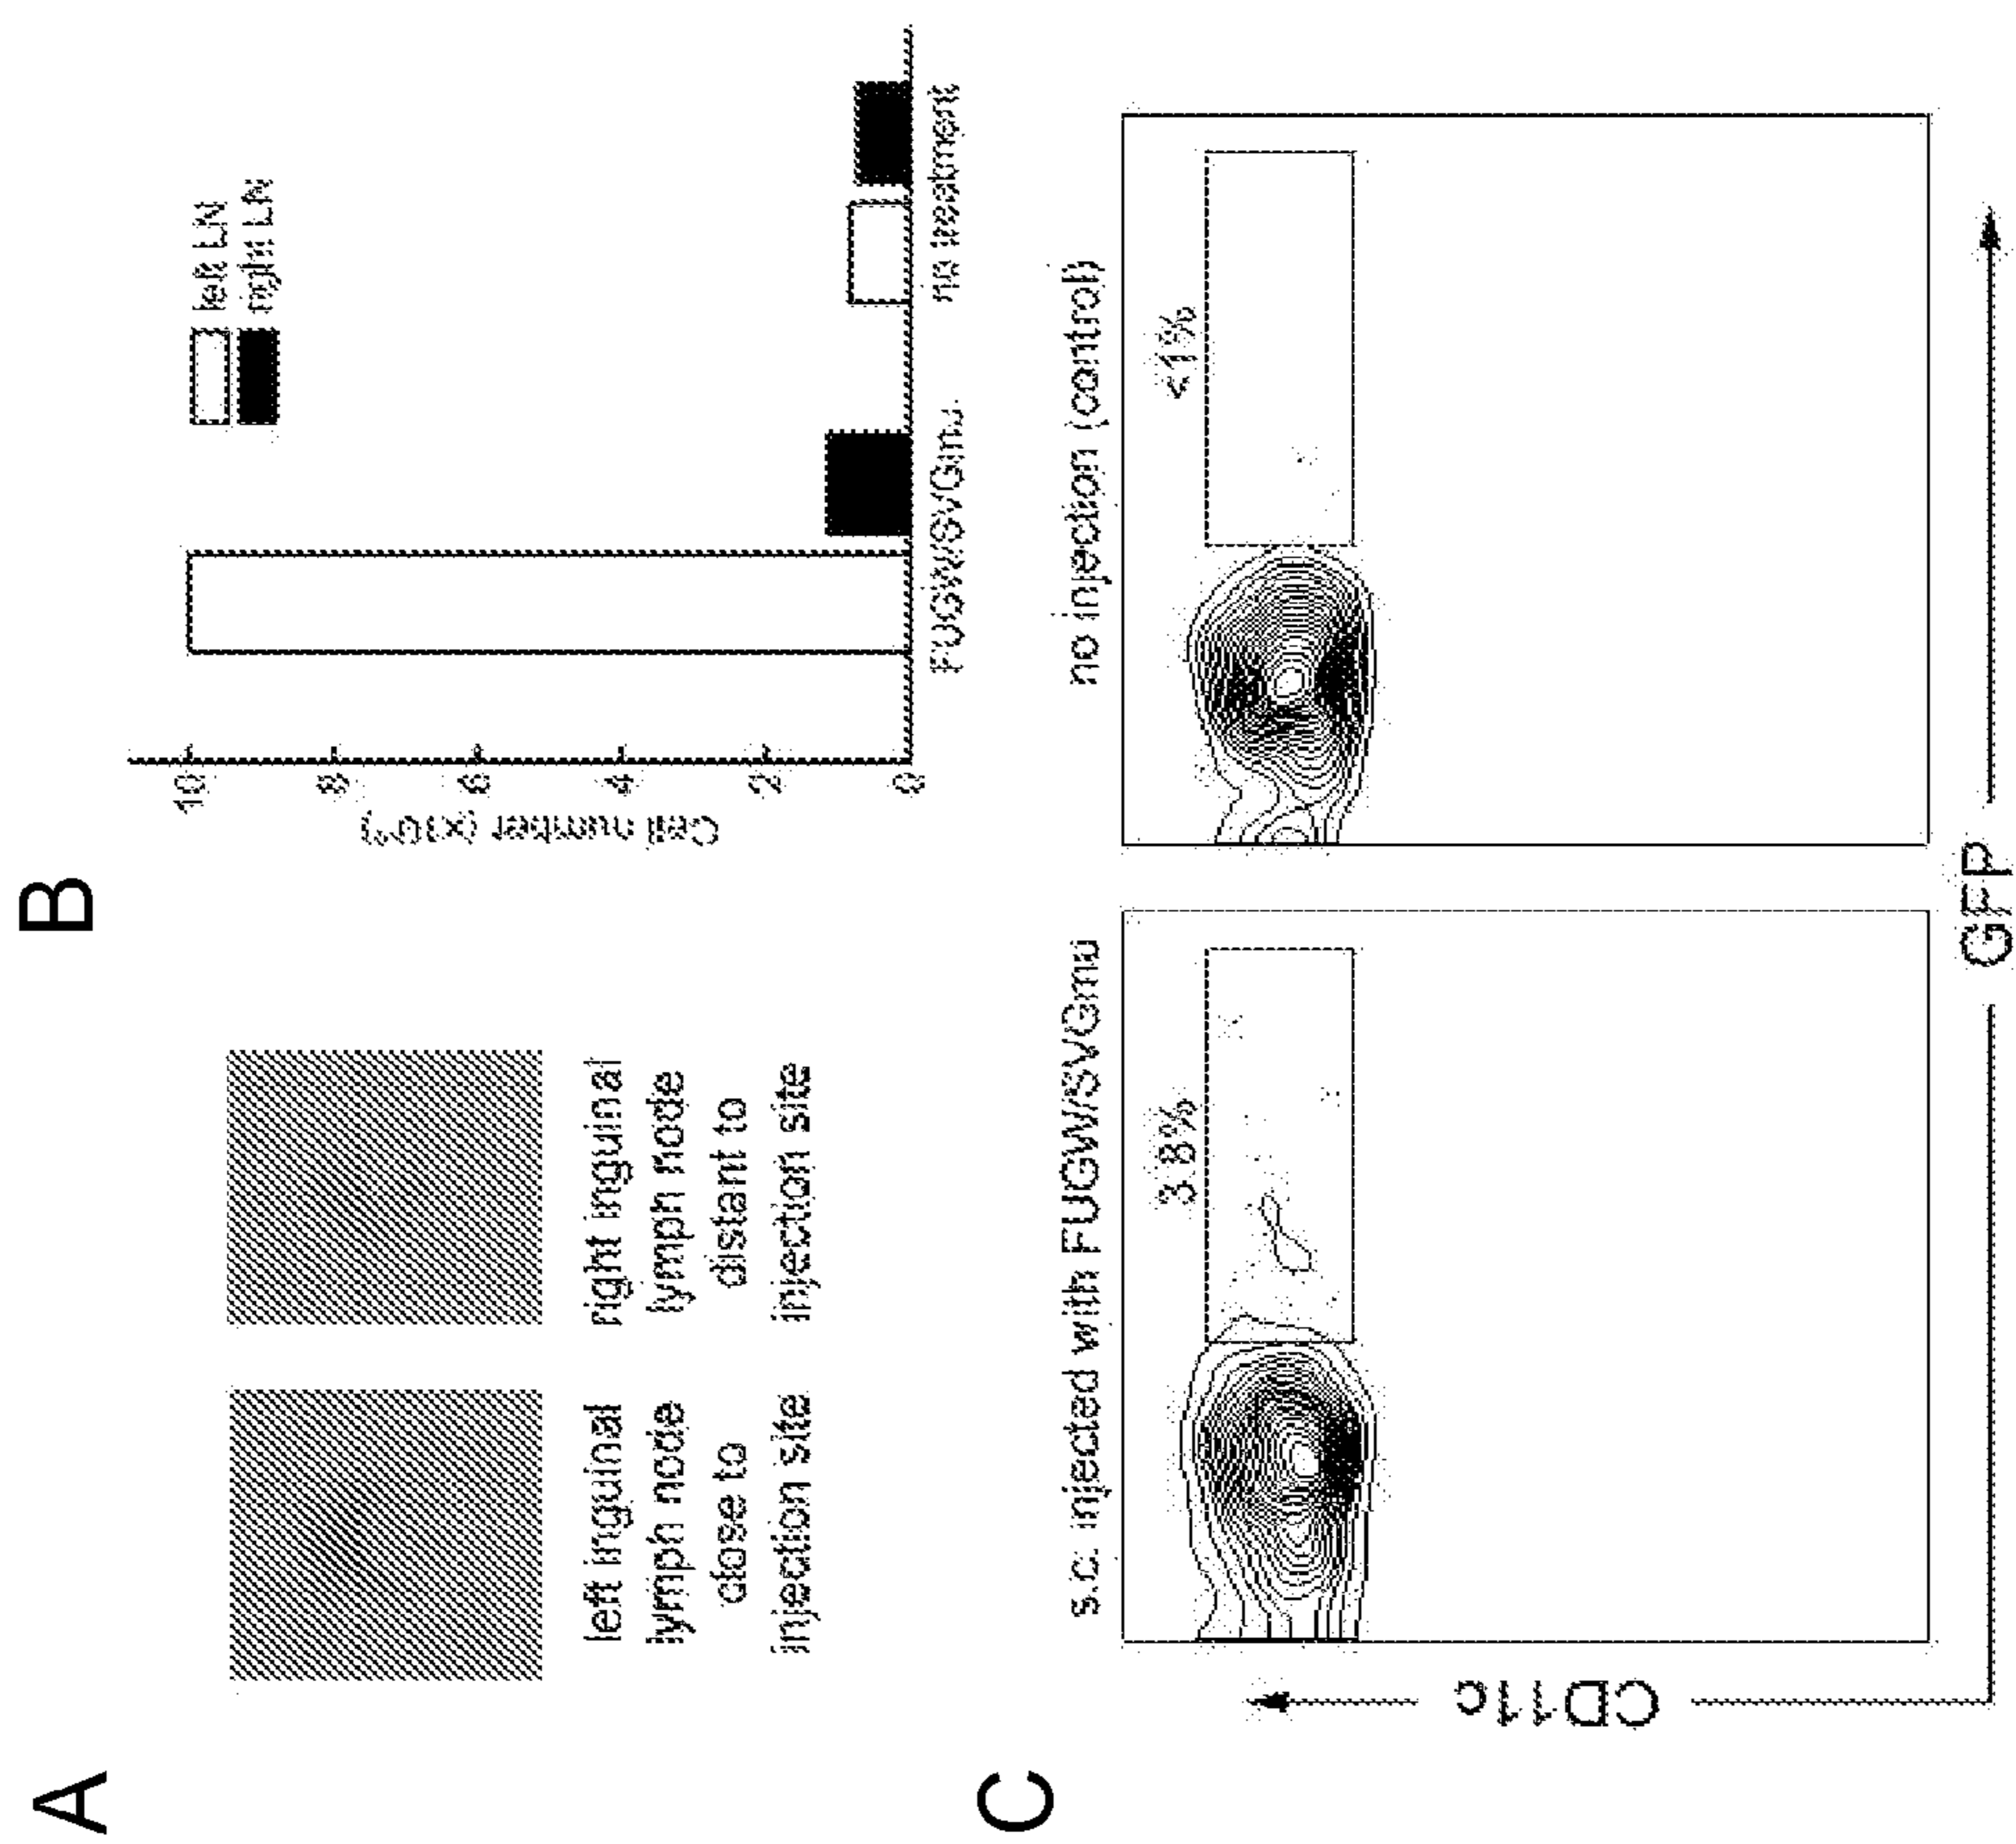 A
left inguinal
lymph node
close to
injection site
right inguinal
lymph node
distant to
injection site
B
left LN
right LN
10
8
6
4
2
0
FUGW/SVGmu
no treatment
C
s.c. injected with FUGW/SVGmu
3.8%
no injection (control)
<1%
CD11c
GFP